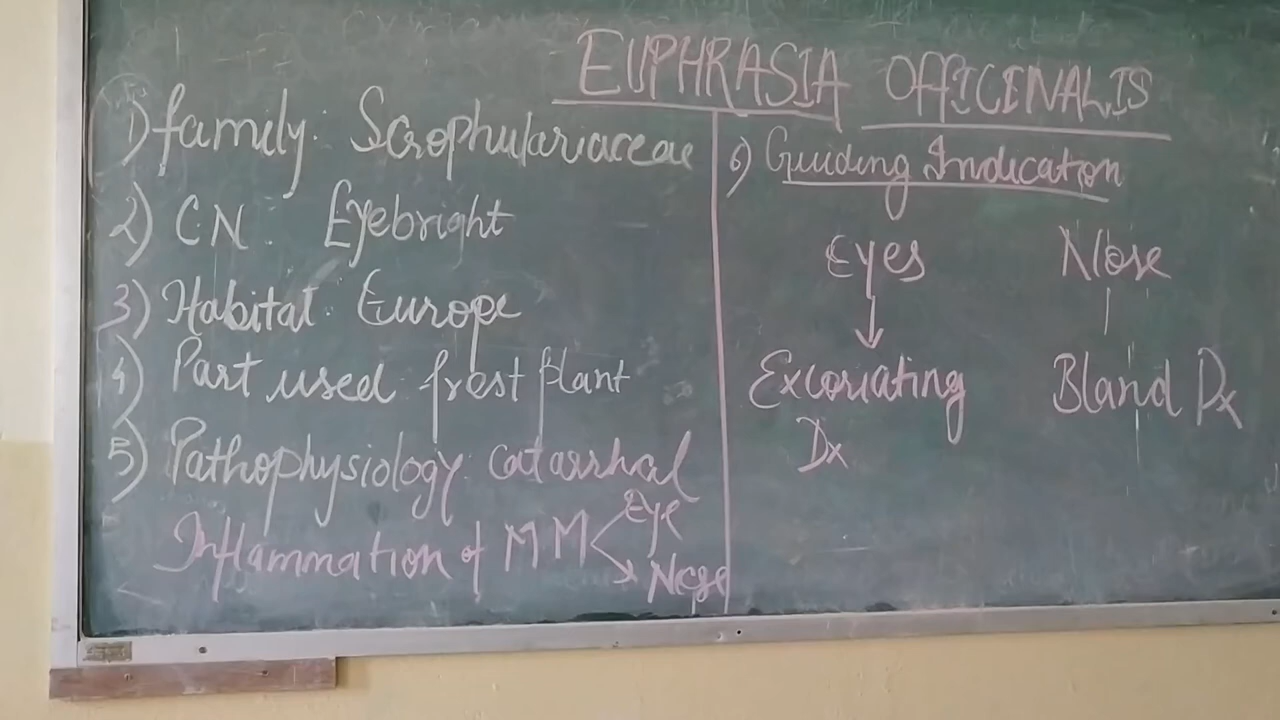 EUPHRASIA OFFICINALIS
1) family: Scrophulariaceae
2) CN: Eyebright
3) Habitat: Europe
4) Part used: frest plant
5) Pathophysiology: catarrhal
Inflammation of MM
Eye
Nose
6) Guiding Indication
Eyes Nose
Excoriating Bland Dx
Dx